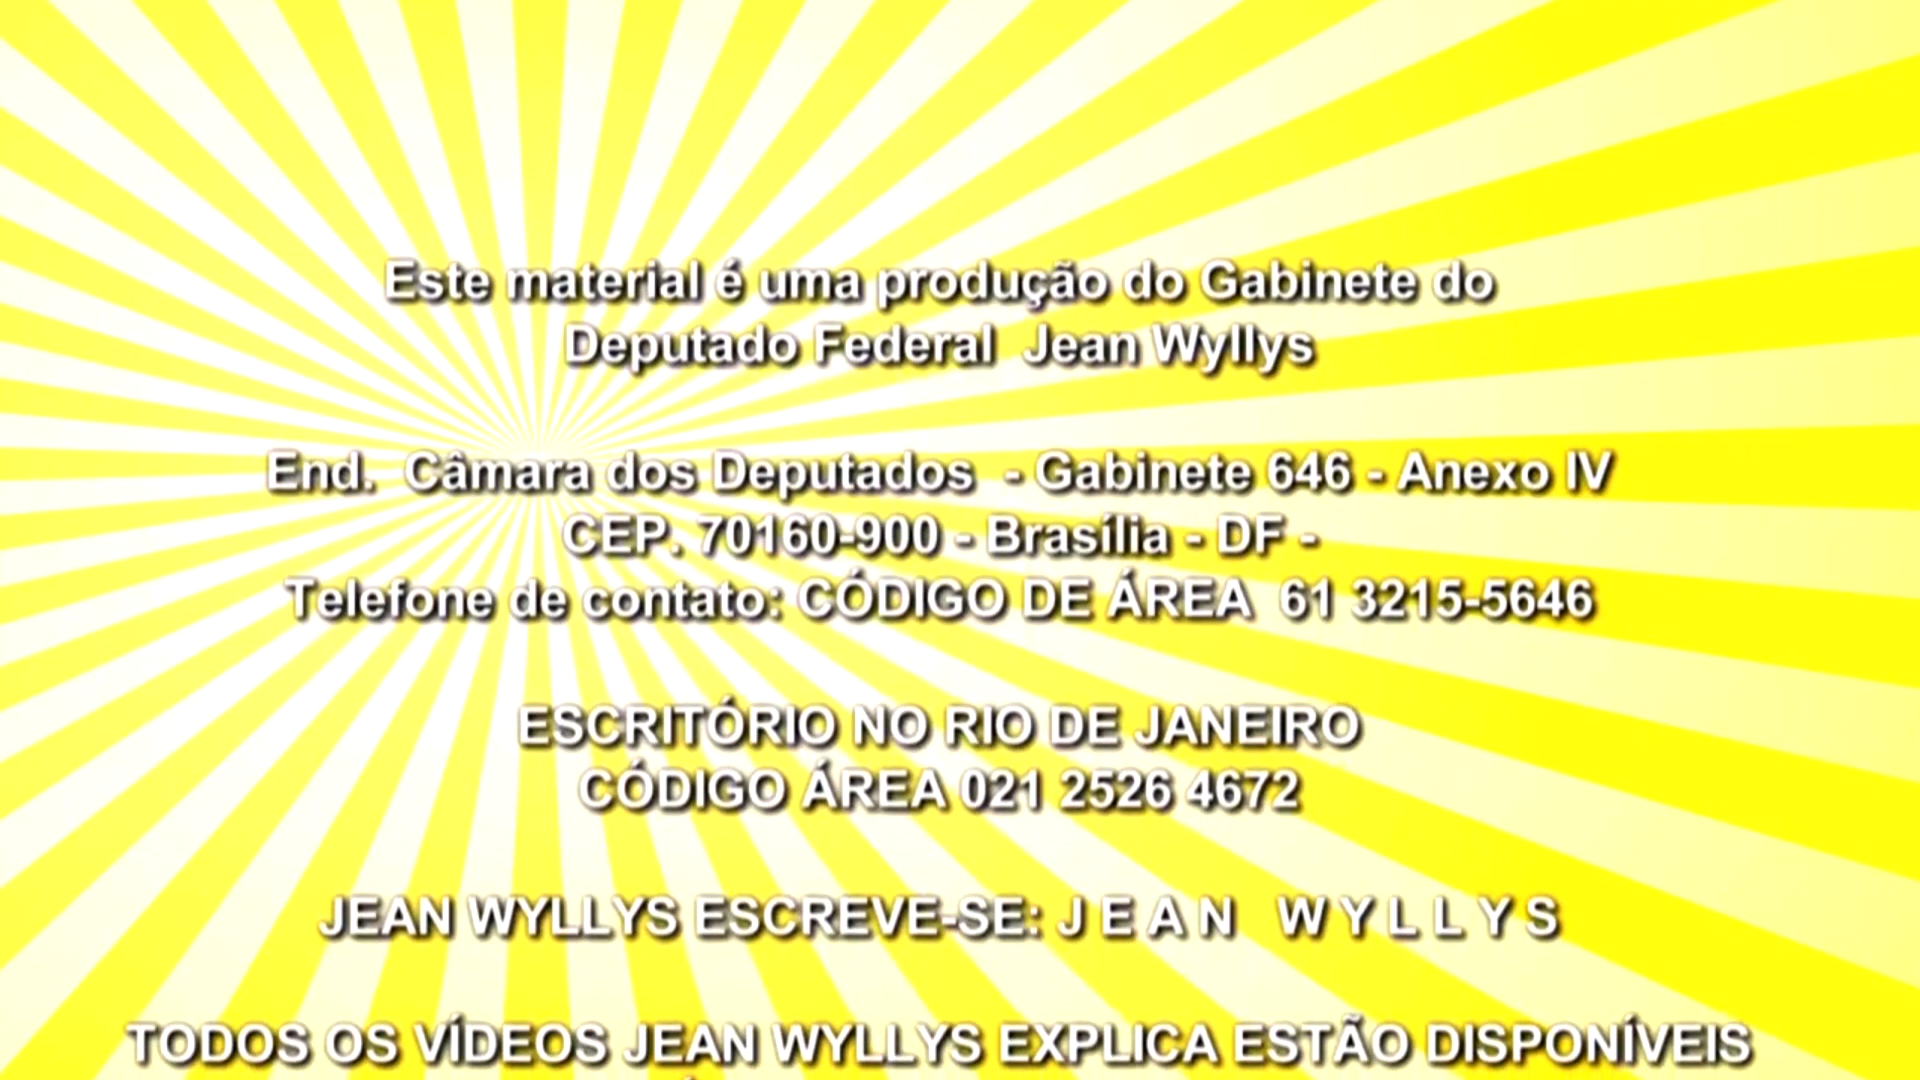 Este material é uma produção do Gabinete do
Deputado Federal Jean Wyllys
End. Câmara dos Deputados - Gabinete 646 - Anexo IV
CEP. 70160-900 - Brasília - DF -
Telefone de contato: CÓDIGO DE ÁREA 61 3215-5646
ESCRITÓRIO NO RIO DE JANEIRO
CÓDIGO ÁREA 021 2526 4672
JEAN WYLLYS ESCREVE-SE: J E A N W Y L L Y S
TODOS OS VÍDEOS JEAN WYLLYS EXPLICA ESTÃO DISPONÍVEIS